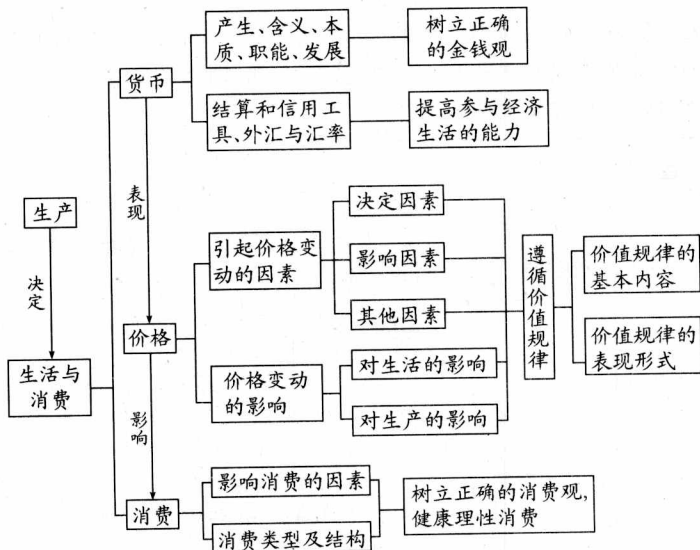 产生、含义、本
质、职能、发展
树立正确
的金钱观
货币
结算和信用工
具、外汇与汇率
提高参与经济
生活的能力
表现
生产
决定
生活与
消费
决定因素
引起价格变
动的因素
影响因素
其他因素
价格
遵循价值规律
价值规律的
基本内容
价值规律的
表现形式
价格变动
的影响
对生活的影响
对生产的影响
影响
影响消费的因素
消费
消费类型及结构
树立正确的消费观,
健康理性消费